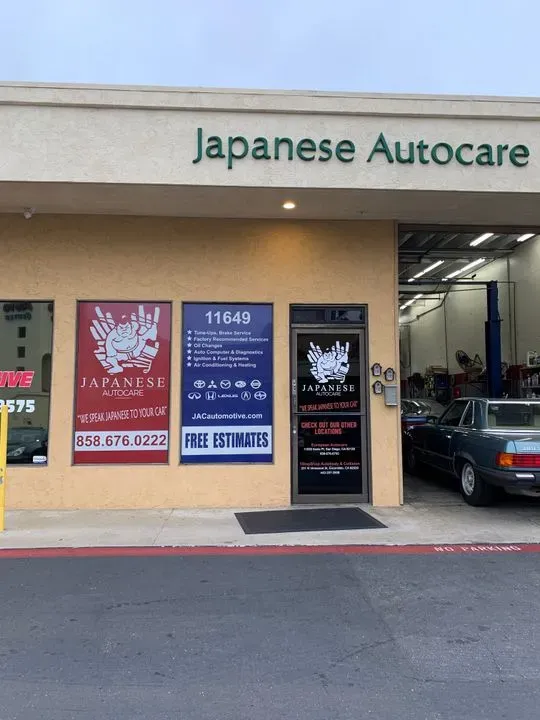 Japanese Autocare
IVE
3575
JAPANESE
AUTOCARE
"WE SPEAK JAPANESE TO YOUR CAR"
858.676.0222
11649
Tune-Ups, Brake Service
Factory Recommended Services
Oil Changes
Auto Computer & Diagnostics
Ignition & Fuel Systems
Air Conditioning & Heating
LEXUS
JACautomotive.com
FREE ESTIMATES
JAPANESE
AUTOCARE
"WE SPEAK JAPANESE TO YOUR CAR"
CHECK OUT OUR OTHER
LOCATIONS
European Autocare
NO PARKING